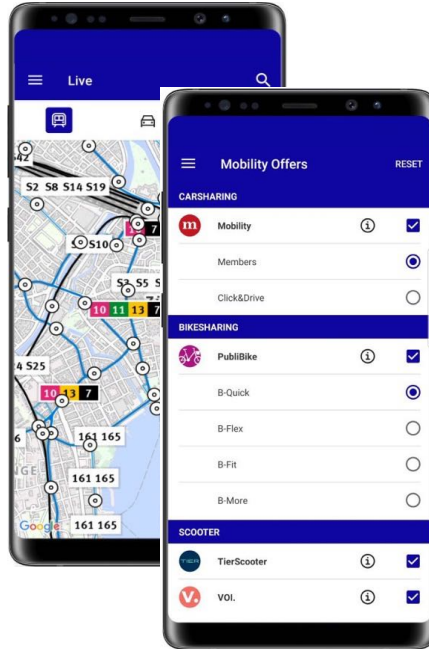 Live
S2 S8 S14 S19
7
S10
S5
10 11 13 7
S25
10 13 7
161 165
161 165
161 165
Google
Mobility Offers
RESET
CARSHARING
m Mobility
Members
Click&Drive
BIKESHARING
PubliBike
B-Quick
B-Flex
B-Fit
B-More
SCOOTER
TIER TierScooter
V. VOI.